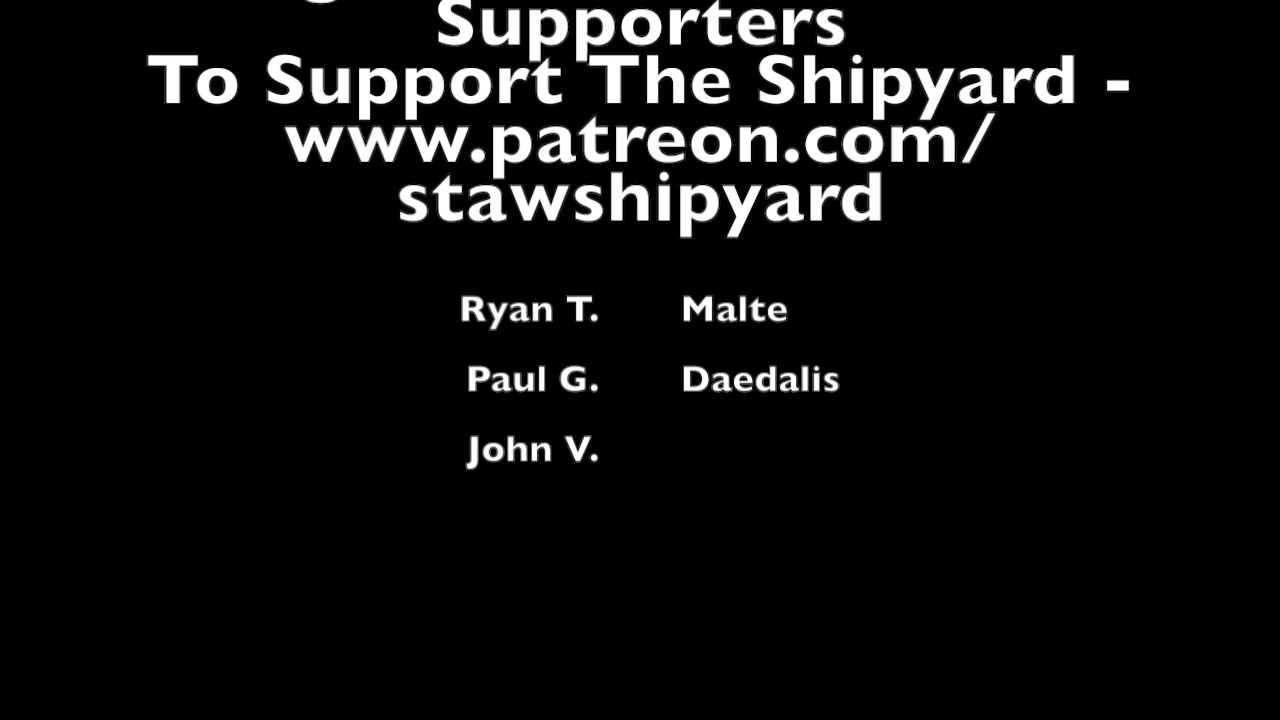 Supporters
To Support The Shipyard -
www.patreon.com/
stawshipyard
Ryan T. Malte
Paul G. Daedalis
John V.